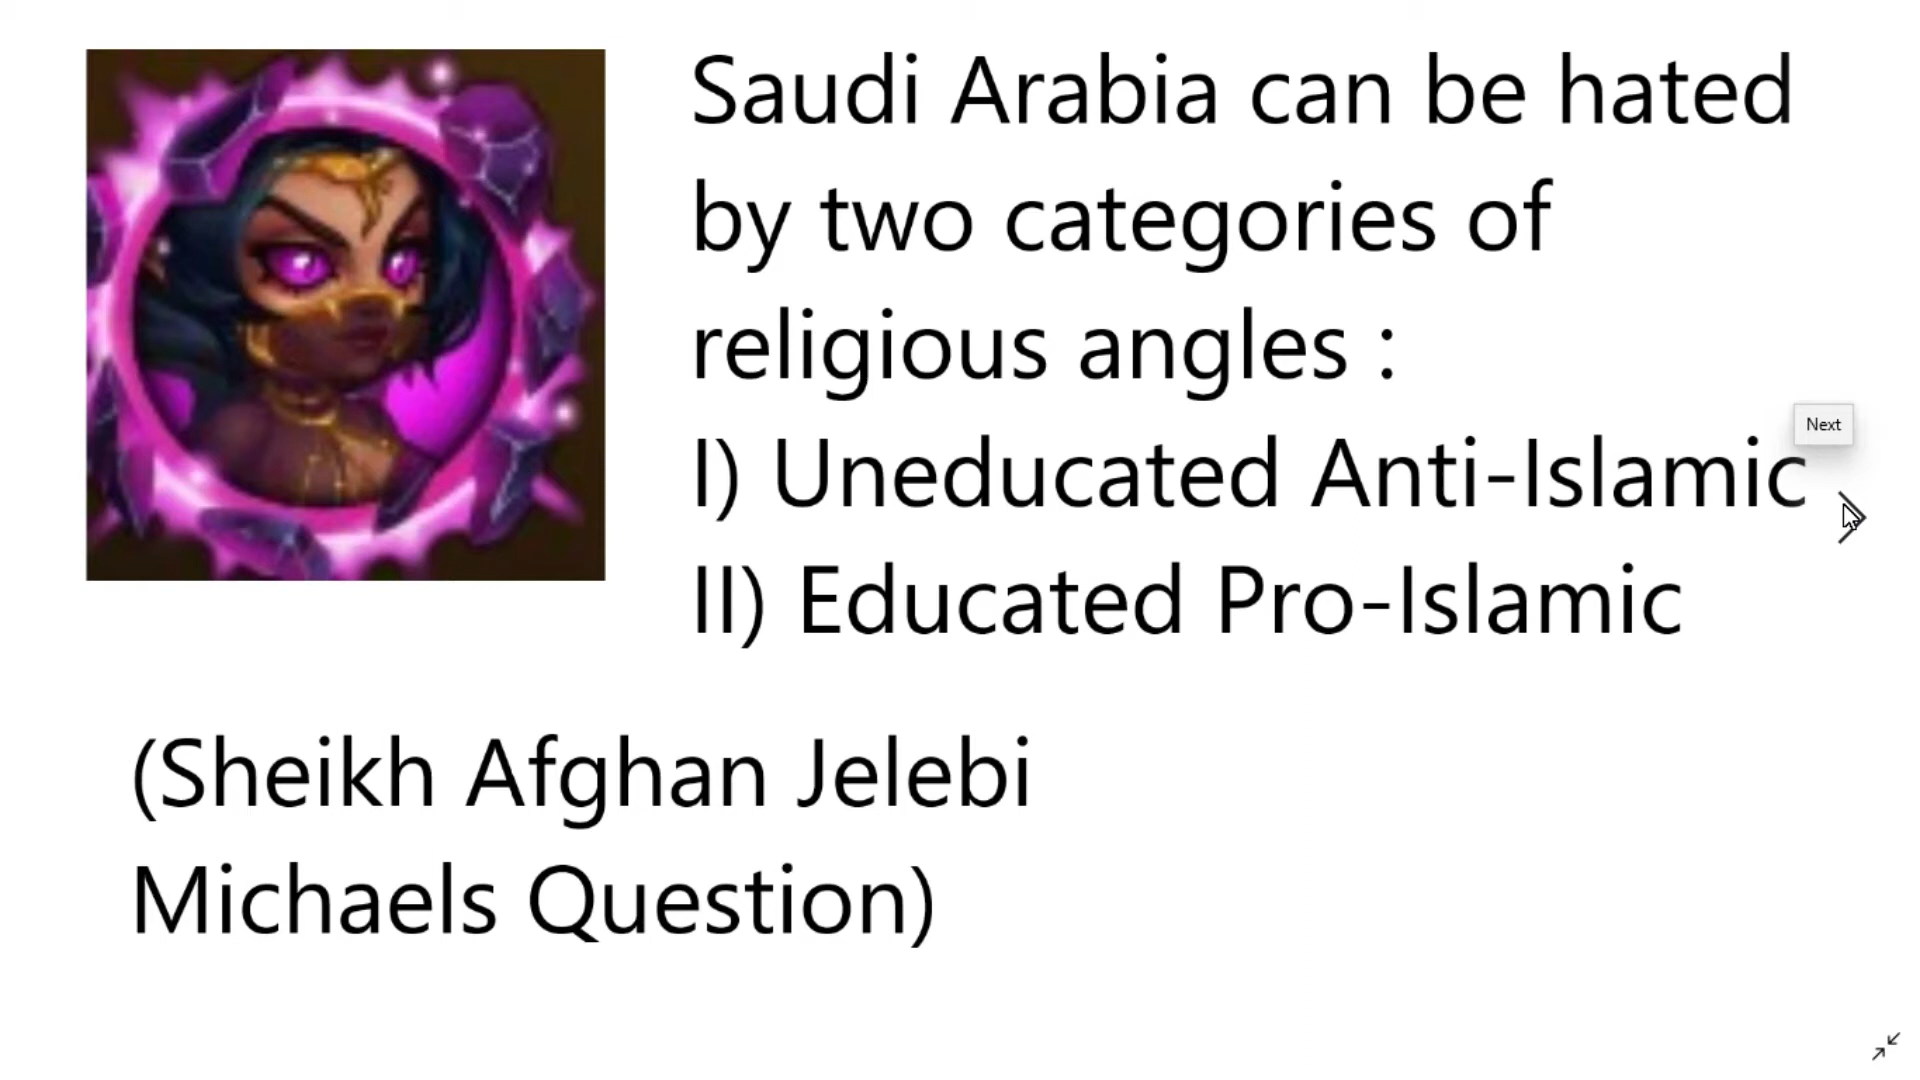 Saudi Arabia can be hated
by two categories of
religious angles :
I) Uneducated Anti-Islamic
II) Educated Pro-Islamic
Next
(Sheikh Afghan Jelebi
Michaels Question)